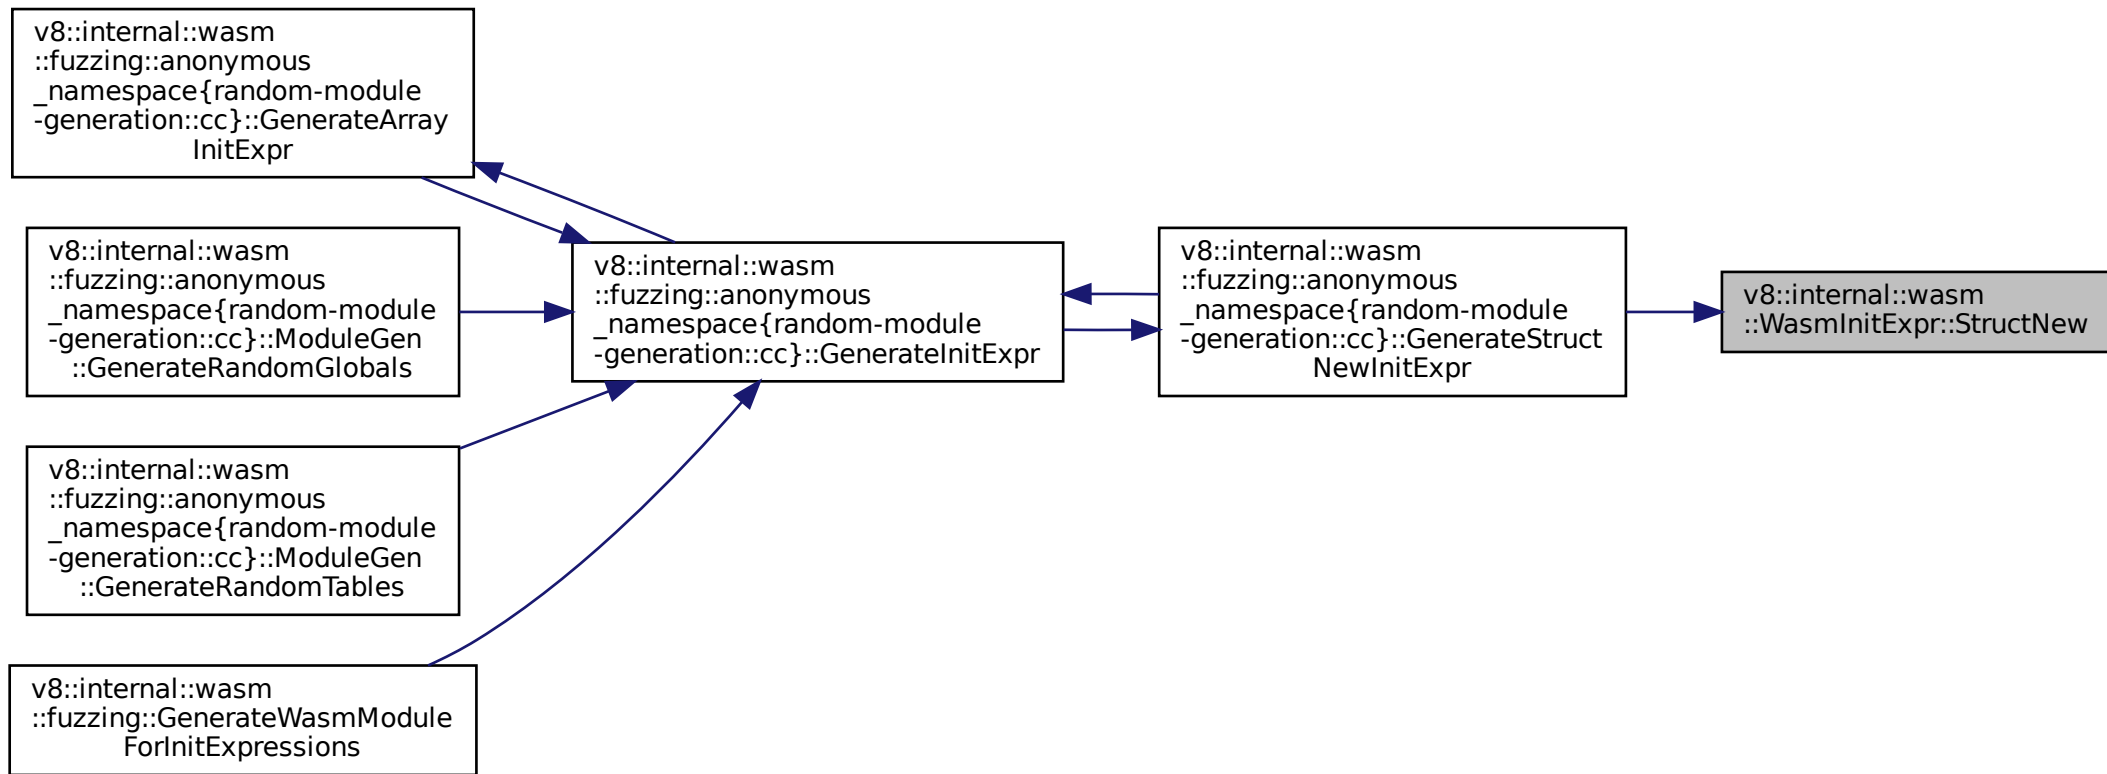 v8::internal::wasm
::fuzzing::anonymous
_namespace{random-module
-generation::cc}::GenerateArray
InitExpr
v8::internal::wasm
::fuzzing::anonymous
_namespace{random-module
-generation::cc}::ModuleGen
::GenerateRandomGlobals
v8::internal::wasm
::fuzzing::anonymous
_namespace{random-module
-generation::cc}::ModuleGen
::GenerateRandomTables
v8::internal::wasm
::fuzzing::GenerateWasmModule
ForInitExpressions
v8::internal::wasm
::fuzzing::anonymous
_namespace{random-module
-generation::cc}::GenerateInitExpr
v8::internal::wasm
::fuzzing::anonymous
_namespace{random-module
-generation::cc}::GenerateStruct
NewInitExpr
v8::internal::wasm
::WasmInitExpr::StructNew